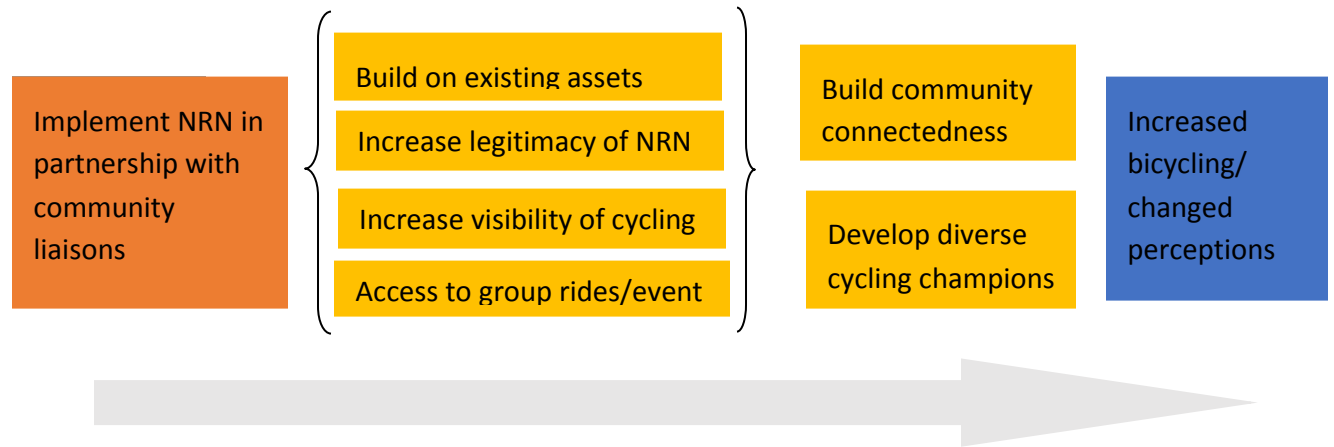 Implement NRN in
partnership with
community
liaisons
Build on existing assets
Increase legitimacy of NRN
Increase visibility of cycling
Access to group rides/event
Build community
connectedness
Develop diverse
cycling champions
Increased
bicycling/
changed
perceptions